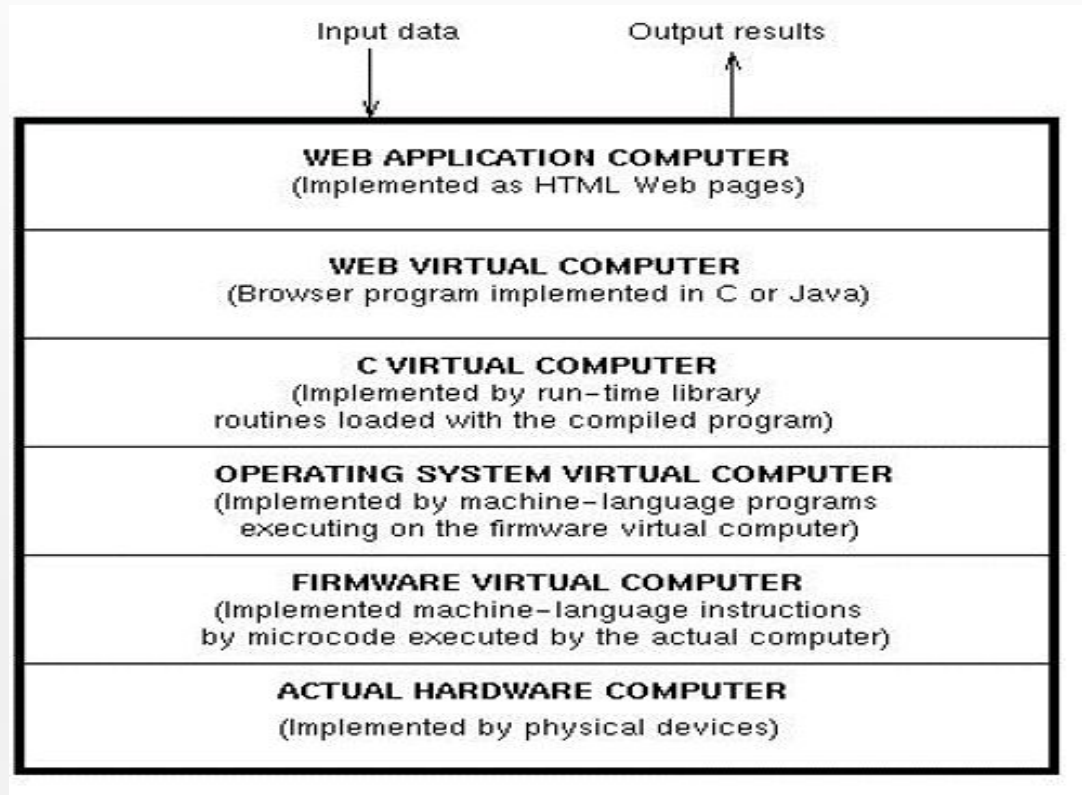 Input data
Output results
WEB APPLICATION COMPUTER
(Implemented as HTML Web pages)
WEB VIRTUAL COMPUTER
(Browser program implemented in C or Java)
C VIRTUAL COMPUTER
(Implemented by run-time library
routines loaded with the compiled program)
OPERATING SYSTEM VIRTUAL COMPUTER
(Implemented by machine-language programs
executing on the firmware virtual computer)
FIRMWARE VIRTUAL COMPUTER
(Implemented machine-language instructions
by microcode executed by the actual computer)
ACTUAL HARDWARE COMPUTER
(Implemented by physical devices)